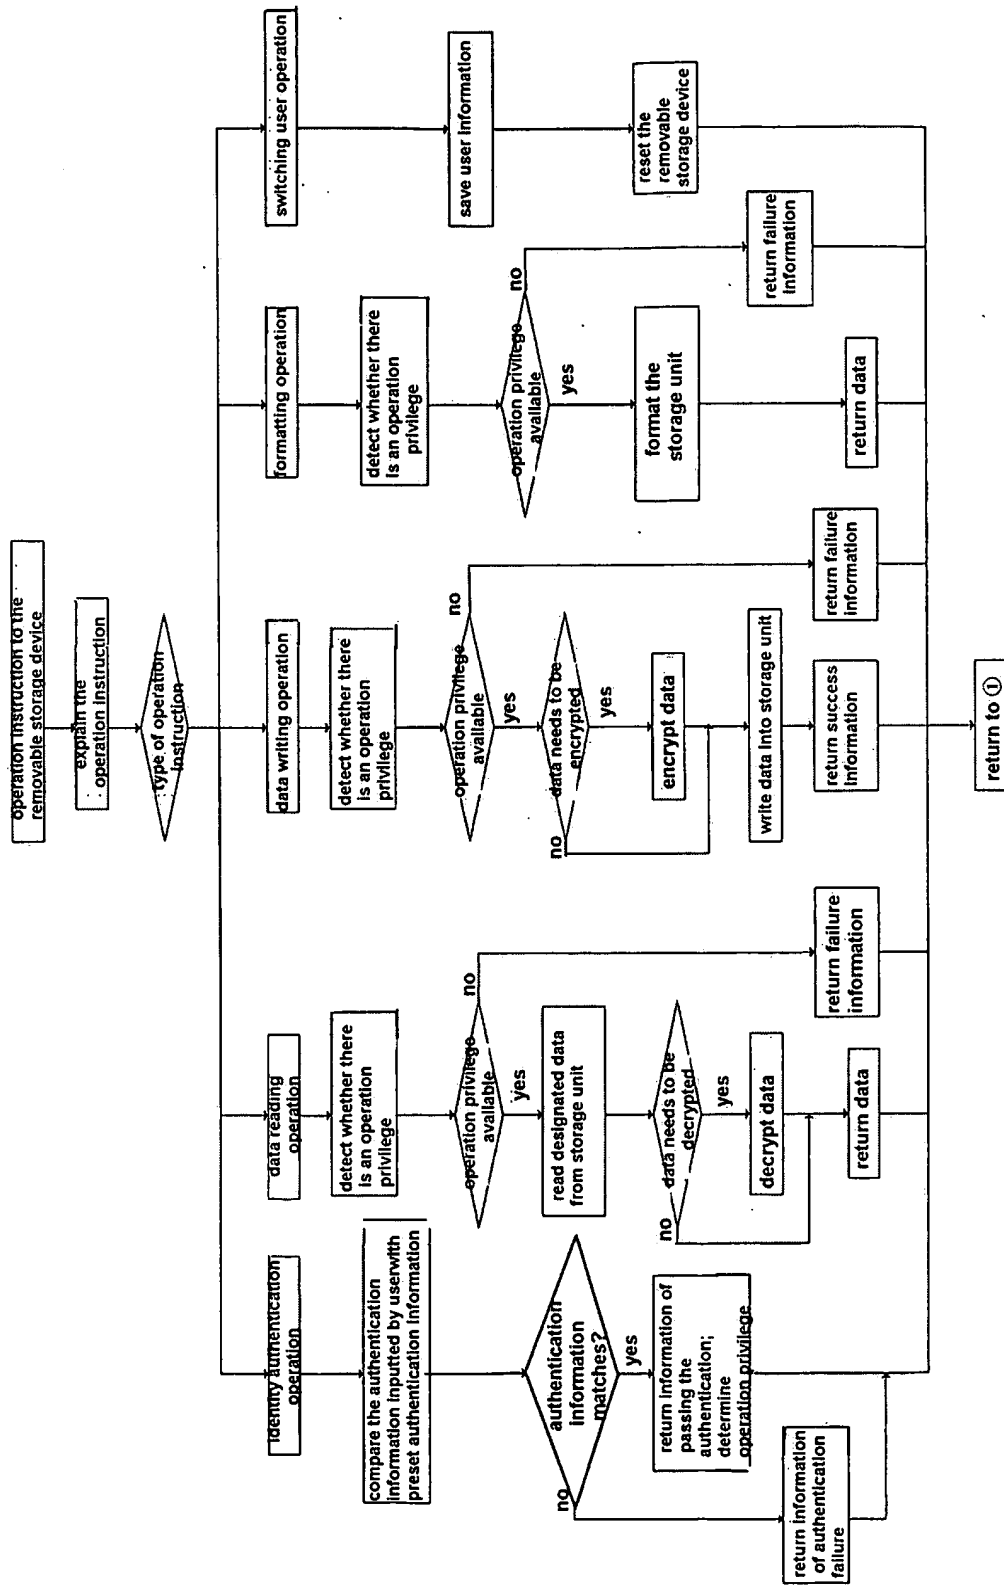 operation instruction to the
removable storage device
explain the
operation instruction
type of operation
instruction
identity authentication
operation
compare the authentication
information inputted by userwith
preset authentication information
authentication
information
matches?
no
yes
return information of
passing the
authentication;
determine
operation privilege
return information
of authentication
failure
data reading
operation
detect whether there
is an operation
privilege
operation privilege
available
no
yes
read designated data
from storage unit
data needs to be
decrypted
no
yes
decrypt data
return data
return failure
information
data writing operation
detect whether there
is an operation
privilege
operation privilege
available
no
yes
data needs to be
encrypted
no
yes
encrypt data
write data into storage unit
return success
information
return failure
information
formatting operation
detect whether there
is an operation
privilege
operation privilege
available
no
yes
format the
storage unit
return data
return failure
information
switching user operation
save user information
reset the
removable
storage device
return to ①